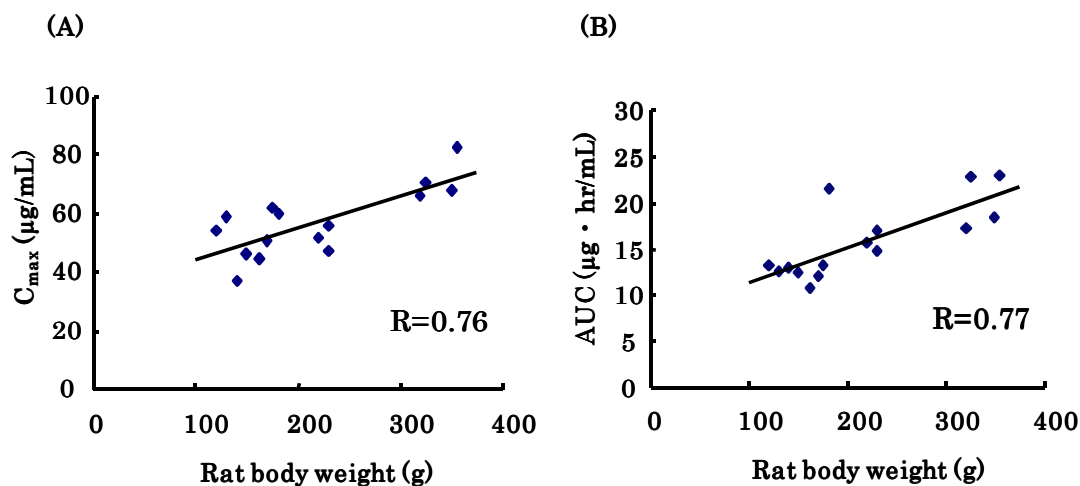 (A)
100
80
60
40
20
0
0 100 200 300 400
Cmax (μg/mL)
Rat body weight (g)
R=0.76
(B)
30
25
20
15
10
5
0
0 100 200 300 400
AUC (μg・hr/mL)
Rat body weight (g)
R=0.77